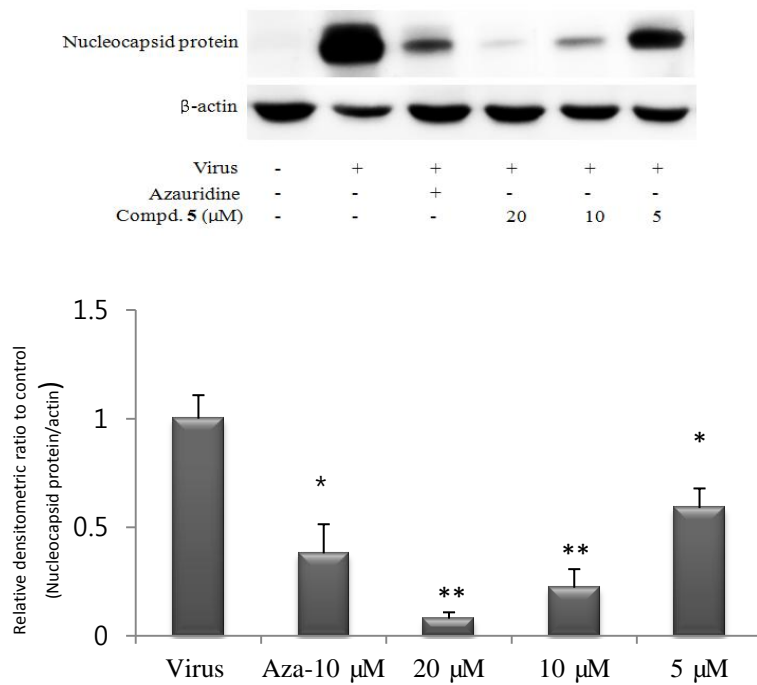 Nucleocapsid protein
β-actin
Virus - + + + + +
Azauridine - - + - - -
Compd. 5 (µM) - - - 20 10 5
Relative densitometric ratio to control
(Nucleocapsid protein/actin)
1.5
1
0.5
0
*
**
**
*
Virus Aza-10 µM 20 µM 10 µM 5 µM